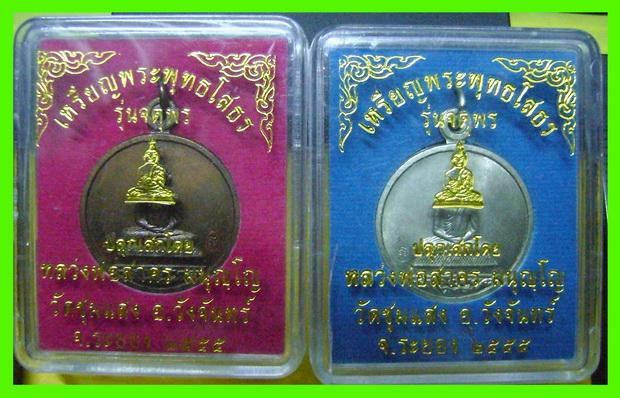 เหรียญพระพุทธโสธร
รุ่นจตุพร
ปลุกเสกโดย
หลวงพ่อสาคร มนุญฺโญ
วัดชุมแสง อ.วังจันทร์
จ.ระยอง ๒๕๕๕
เหรียญพระพุทธโสธร
รุ่นจตุพร
ปลุกเสกโดย
หลวงพ่อสาคร มนุญฺโญ
วัดชุมแสง อ.วังจันทร์
จ.ระยอง ๒๕๕๕